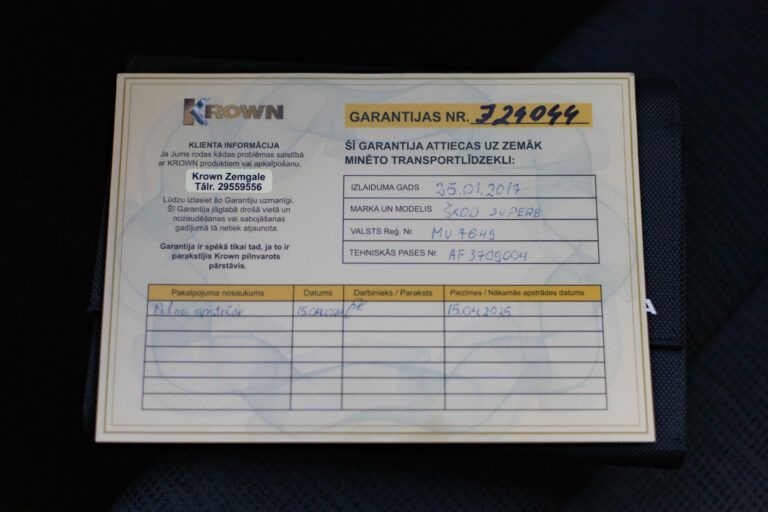 KROWN
KLIENTA INFORMĀCIJA
Ja Jums rodas kādas problēmas saistībā
ar KROWN produktiem vai apkalpošanu,
Krown Zemgale
Tālr. 29559556
Lūdzu izlasiet šo Garantiju uzmanīgi.
Šī Garantija jāglabā drošā vietā un
nozaudēšanas vai sabojāšanas
gadījumā tā netiek atjaunota.
Garantija ir spēkā tikai tad, ja to ir
parakstījis Krown pilnvarots
pārstāvis.
GARANTIJAS NR. 724044
ŠĪ GARANTIJA ATTIECAS UZ ZEMĀK
MINĒTO TRANSPORTLĪDZEKLI:
IZLAIDUMA GADS 25.01.2017
MARKA UN MODELIS ŠKOD SUPERB
VALSTS Reģ. Nr. MU 7649
TEHNISKĀS PASES Nr. AF 3709004
Pakalpojuma nosaukums Datums Darbinieks / Paraksts Piezīmes / Nākamās apstrādes datums
Pilna apstrāde 15.04.2024 15.04.2025
A